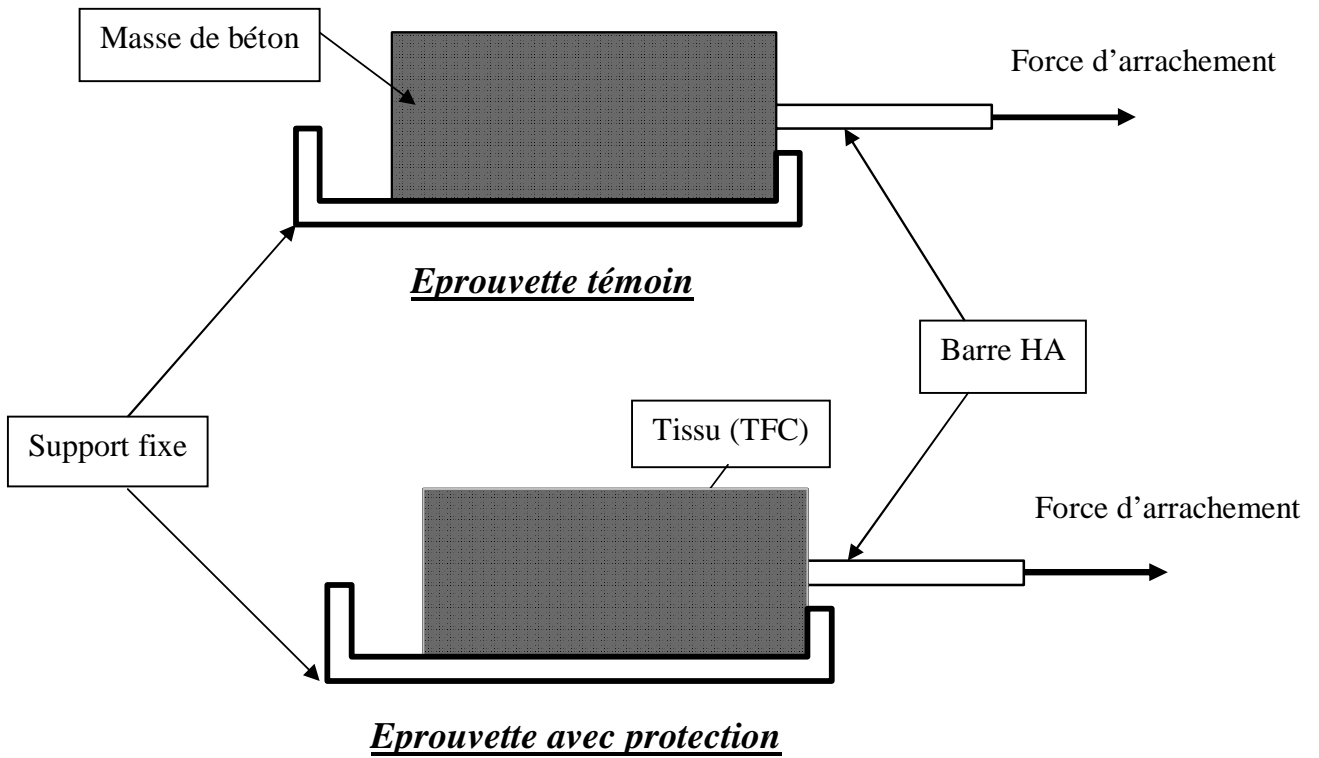 Masse de béton
Force d'arrachement
Eprouvette témoin
Barre HA
Support fixe
Tissu (TFC)
Force d'arrachement
Eprouvette avec protection